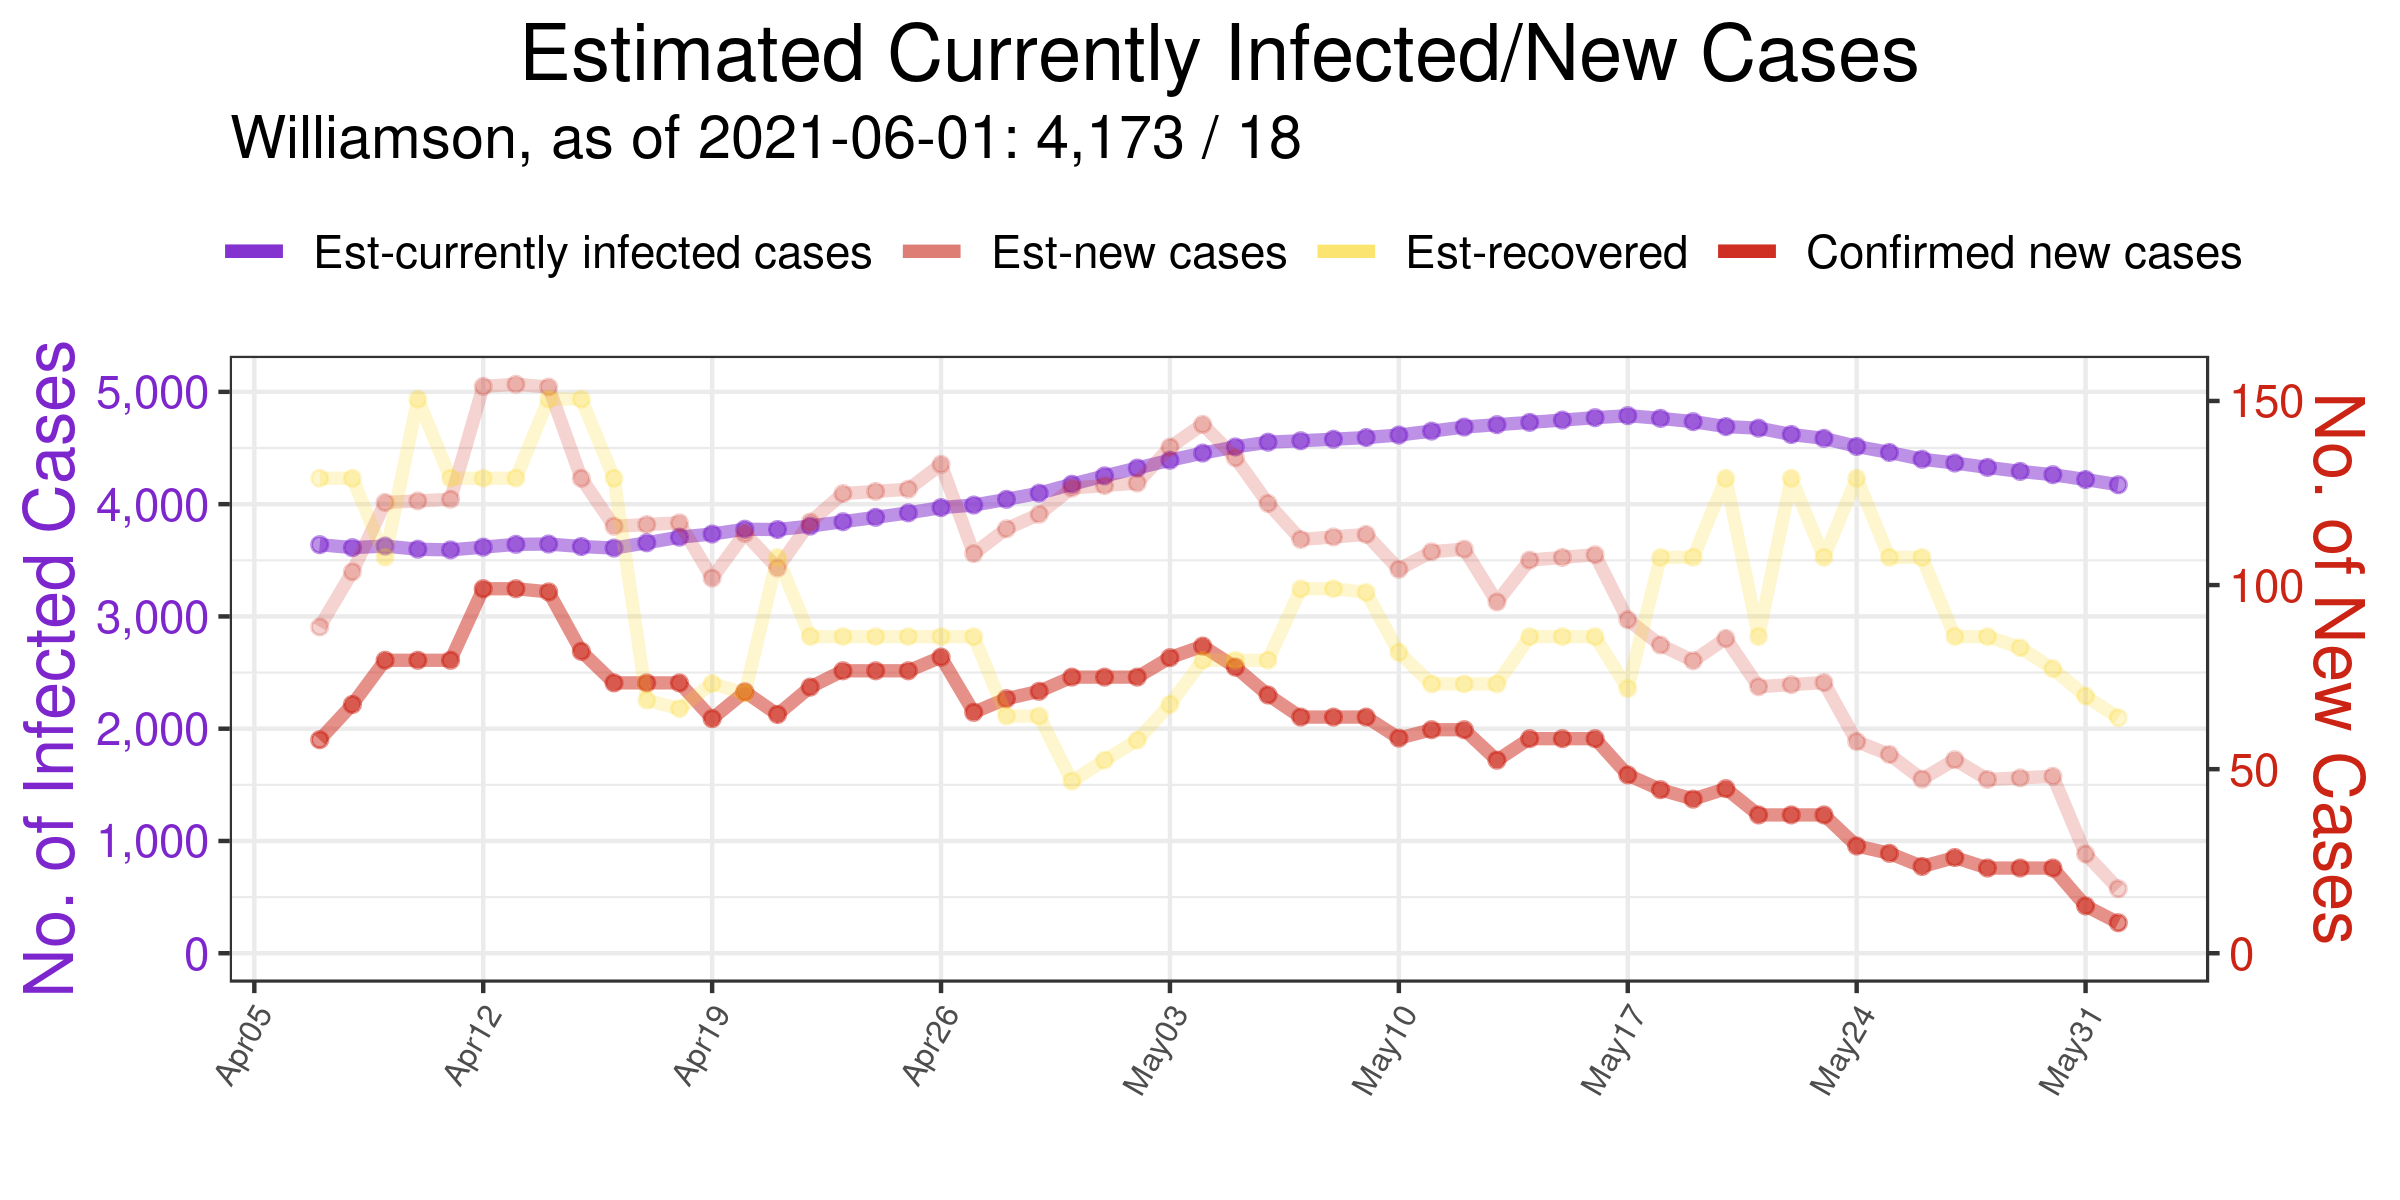 Estimated Currently Infected/New Cases
Williamson, as of 2021-06-01: 4,173 / 18
Est-currently infected cases Est-new cases Est-recovered Confirmed new cases
No. of Infected Cases
5,000
4,000
3,000
2,000
1,000
0
150
100
50
0
No. of New Cases
Apr05 Apr12 Apr19 Apr26 May03 May10 May17 May24 May31